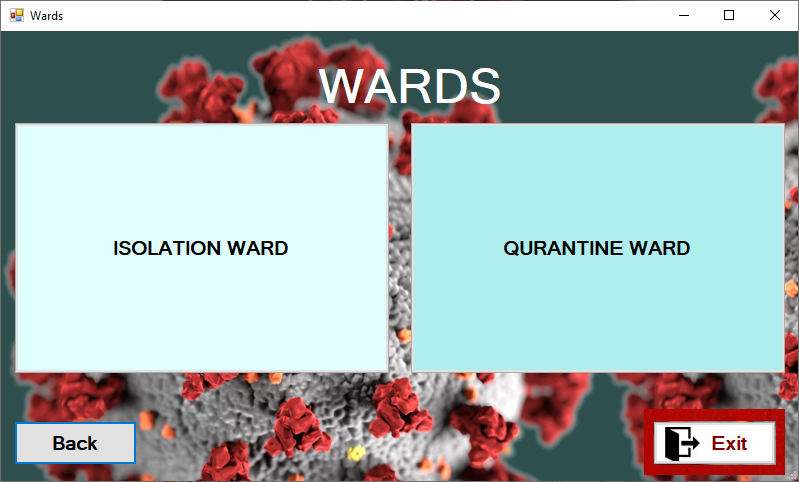 Wards
WARDS
ISOLATION WARD
QURANTINE WARD
Back
Exit